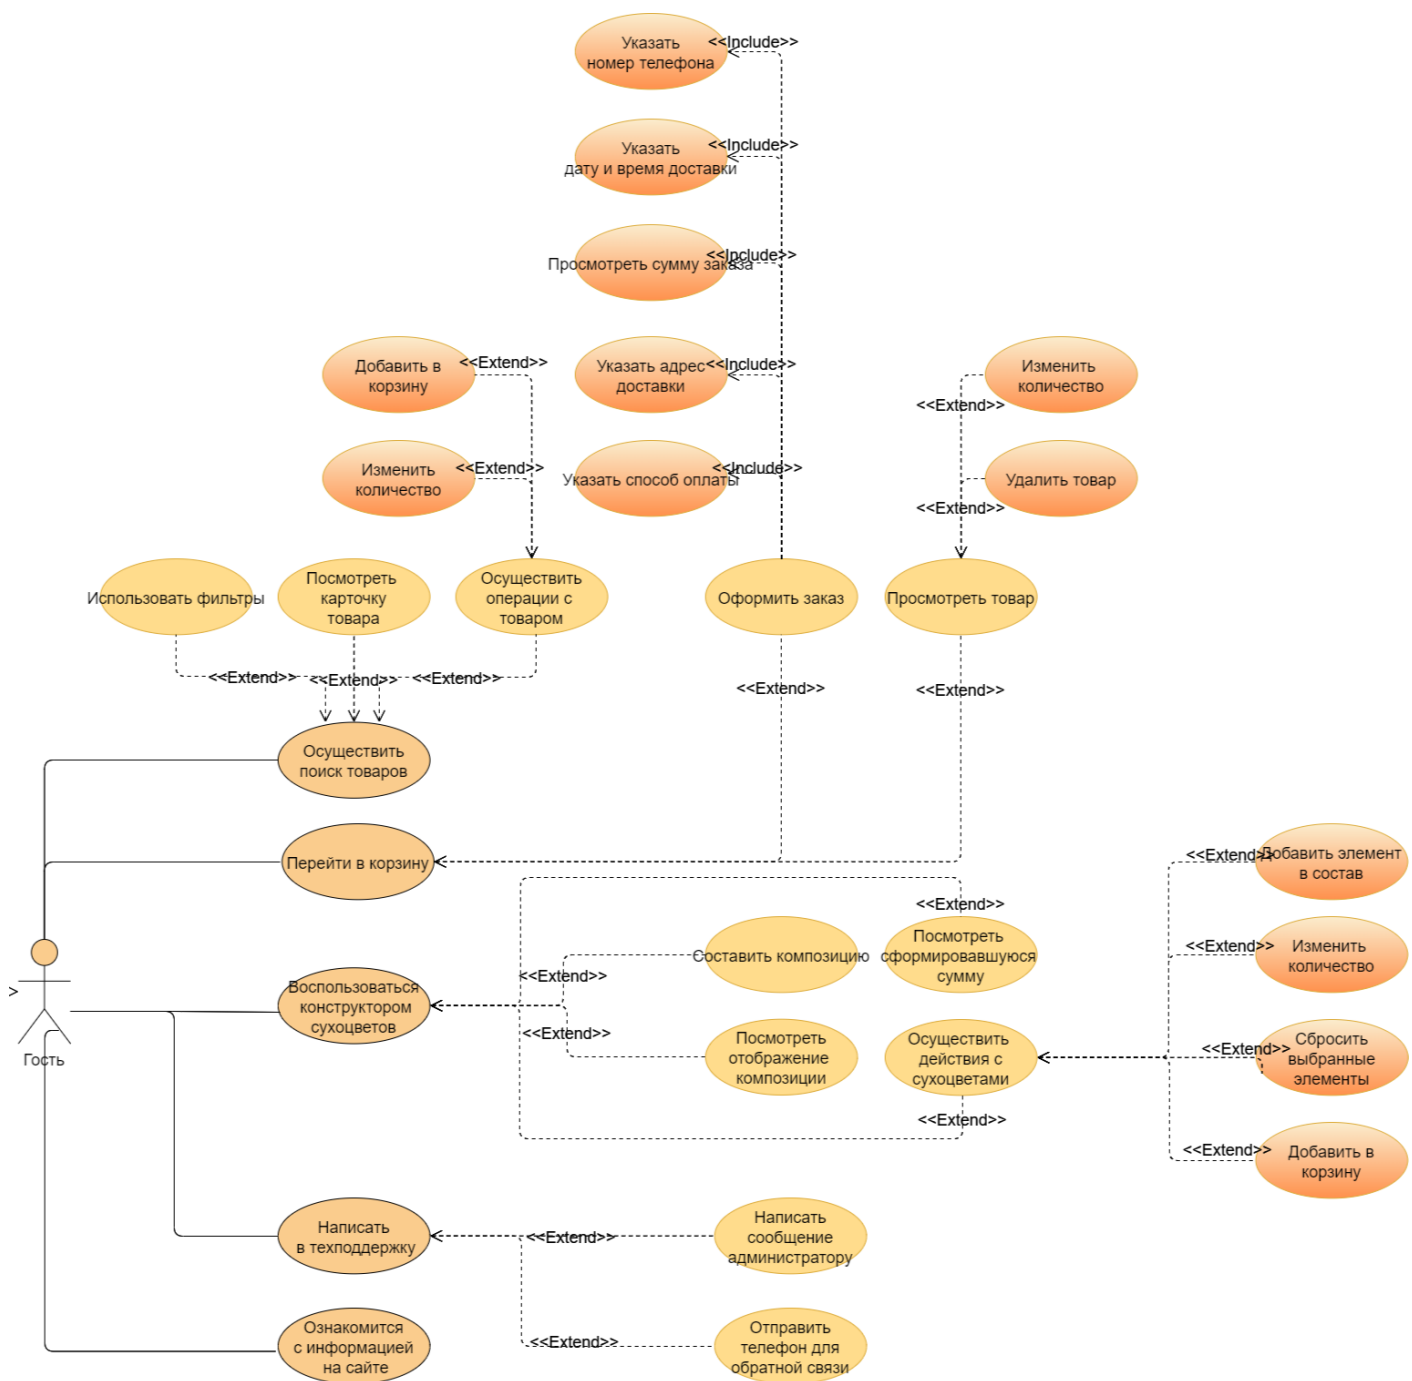 Указать
номер телефона
<<Include>>
Указать
дату и время доставки
<<Include>>
Просмотреть сумму заказа
<<Include>>
Добавить в
корзину
<<Extend>>
Указать адрес
доставки
<<Include>>
Изменить
количество
<<Extend>>
Изменить
количество
<<Extend>>
Указать способ оплаты
<<Include>>
Удалить товар
<<Extend>>
Использовать фильтры
Посмотреть
карточку
товара
Осуществить
операции с
товаром
Оформить заказ
Просмотреть товар
<<Extend>>
<<Extend>>
<<Extend>>
<<Extend>>
<<Extend>>
Осуществить
поиск товаров
Перейти в корзину
<<Extend>>
Добавить элемент
в состав
<<Extend>>
Составить композицию
Посмотреть
сформировавшуюся
сумму
<<Extend>>
Изменить
количество
<<Extend>>
>
Гость
Воспользоваться
конструктором
сухоцветов
<<Extend>>
Посмотреть
отображение
композиции
Осуществить
действия с
сухоцветами
<<Extend>>
Сбросить
выбранные
элементы
<<Extend>>
<<Extend>>
Добавить в
корзину
Написать
в техподдержку
<<Extend>>
Написать
сообщение
администратору
Ознакомится
с информацией
на сайте
<<Extend>>
Отправить
телефон для
обратной связи